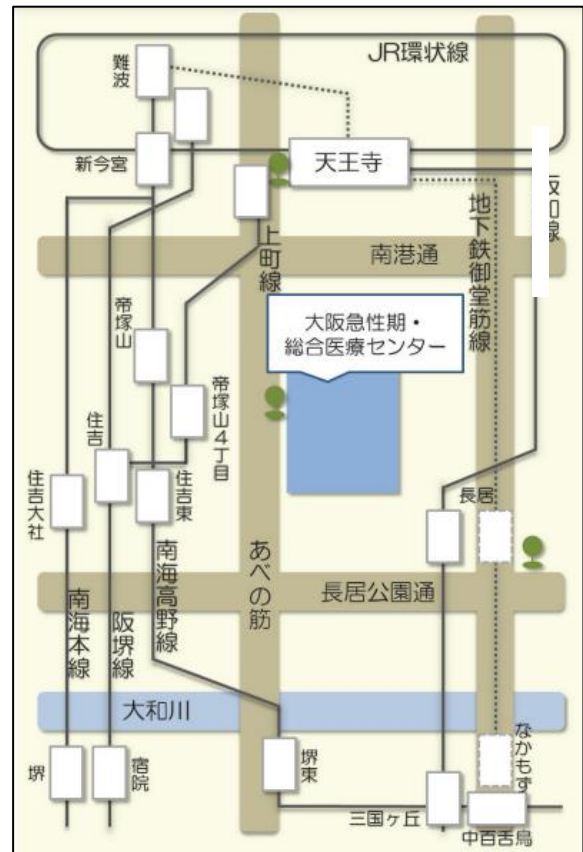 JR環状線
難波
新今宮
天王寺
上町線
地下鉄御堂筋線
南港通
帝塚山
大阪急性期・
総合医療センター
帝塚山4丁目
住吉
住吉大社
住吉東
長居
南海本線
阪堺線
南海高野線
あべの筋
長居公園通
大和川
堺
宿院
堺東
三国ヶ丘
なかもず
中百舌鳥